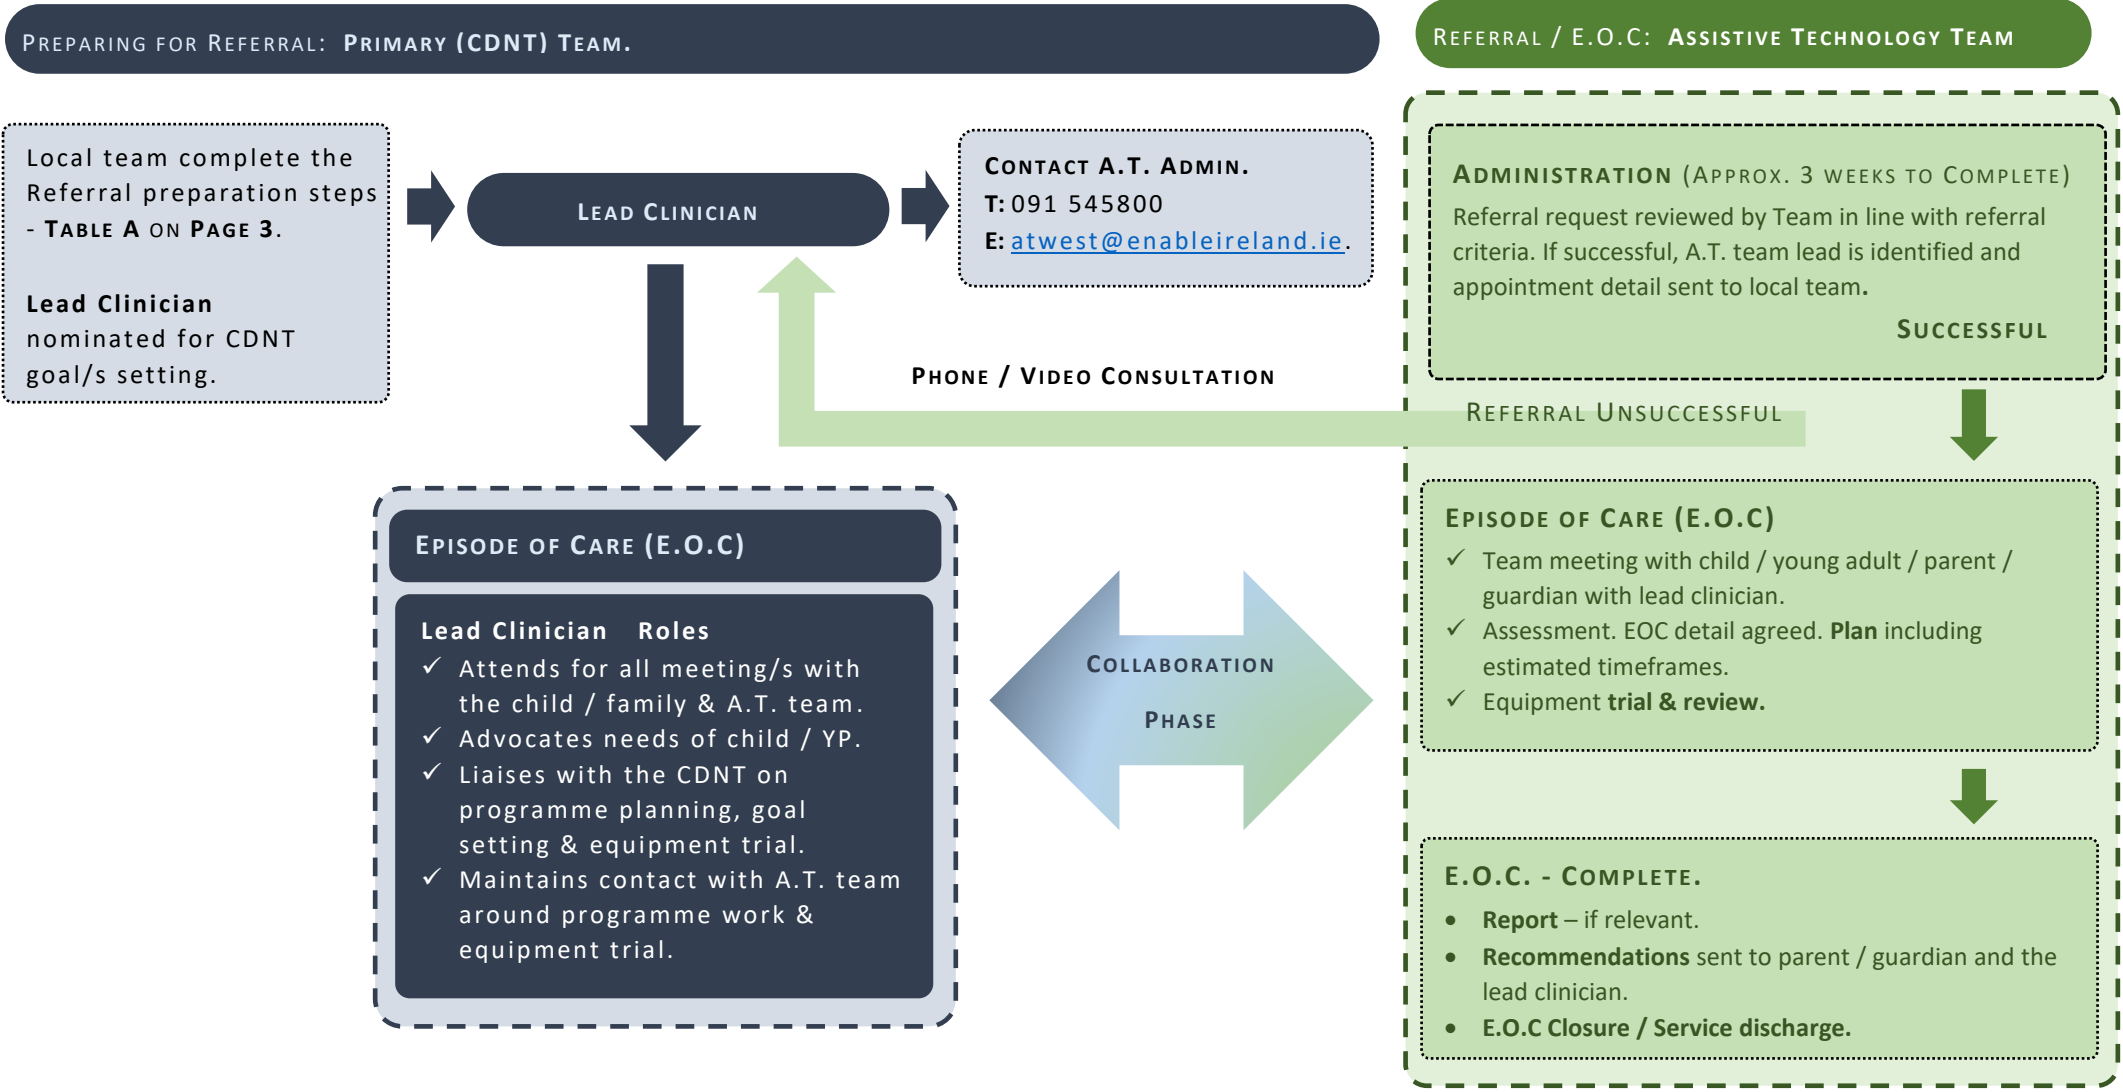 PREPARING FOR REFERRAL: PRIMARY (CDNT) TEAM.
REFERRAL / E.O.C: ASSISTIVE TECHNOLOGY TEAM
Local team complete the
Referral preparation steps
- TABLE A ON PAGE 3.
Lead Clinician
nominated for CDNT
goal/s setting.
LEAD CLINICIAN
CONTACT A.T. ADMIN.
T: 091 545800
E: atwest@enableireland.ie.
ADMINISTRATION (APPROX. 3 WEEKS TO COMPLETE)
Referral request reviewed by Team in line with referral
criteria. If successful, A.T. team lead is identified and
appointment detail sent to local team.
SUCCESSFUL
PHONE / VIDEO CONSULTATION
REFERRAL UNSUCCESSFUL
EPISODE OF CARE (E.O.C)
Lead Clinician Roles
✓ Attends for all meeting/s with
the child / family & A.T. team.
✓ Advocates needs of child / YP.
✓ Liaises with the CDNT on
programme planning, goal
setting & equipment trial.
✓ Maintains contact with A.T. team
around programme work &
equipment trial.
COLLABORATION
PHASE
EPISODE OF CARE (E.O.C)
✓ Team meeting with child / young adult / parent /
guardian with lead clinician.
✓ Assessment. EOC detail agreed. Plan including
estimated timeframes.
✓ Equipment trial & review.
E.O.C. - COMPLETE.
• Report – if relevant.
• Recommendations sent to parent / guardian and the
lead clinician.
• E.O.C Closure / Service discharge.